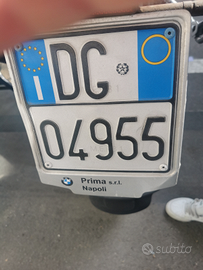 I DG
04955
Prima s.r.l.
Napoli
subito